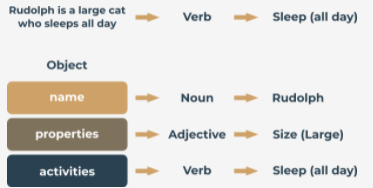 Rudolph is a large cat
who sleeps all day
Verb
Sleep (all day)
Object
name
Noun
Rudolph
properties
Adjective
Size (Large)
activities
Verb
Sleep (all day)